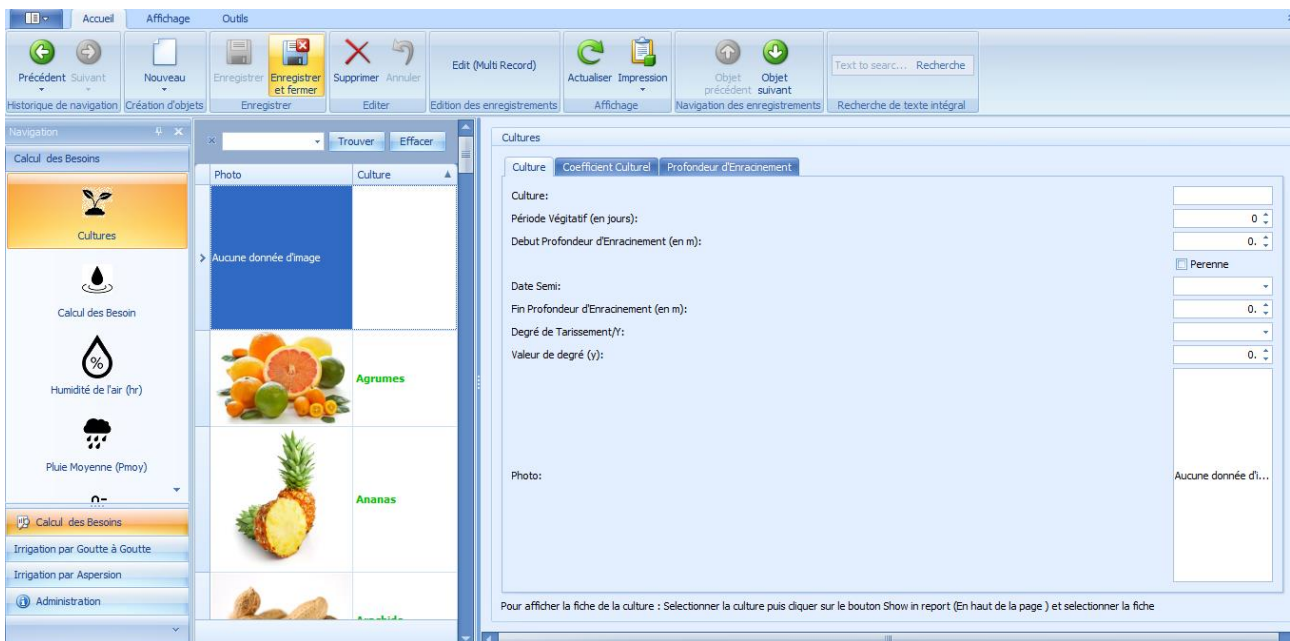 Accueil Affichage Outils
Précédent Suivant Nouveau Enregistrer Enregistrer et fermer Supprimer Annuler Edit (Multi Record) Actualiser Impression Objet précédent Objet suivant Text to searc... Recherche
Historique de navigation Création d'objets Enregistrer Editer Edition des enregistrements Affichage Navigation des enregistrements Recherche de texte intégral
Navigation
Calcul des Besoins
Cultures
Calcul des Besoin
%
Humidité de l'air (hr)
Pluie Moyenne (Pmoy)
Calcul des Besoins
Irrigation par Goutte à Goutte
Irrigation par Aspersion
Administration
Trouver Effacer
Photo Culture
Aucune donnée d'image
Agrumes
Ananas
Arachide
Cultures
Culture Coefficient Culturel Profondeur d'Enracinement
Culture:
Période Végitatif (en jours): 0
Debut Profondeur d'Enracinement (en m): 0.
Perenne
Date Semi:
Fin Profondeur d'Enracinement (en m): 0.
Degré de Tarissement/Y:
Valeur de degré (y): 0.
Photo: Aucune donnée d'i...
Pour afficher la fiche de la culture : Selectionner la culture puis cliquer sur le bouton Show in report (En haut de la page ) et selectionner la fiche